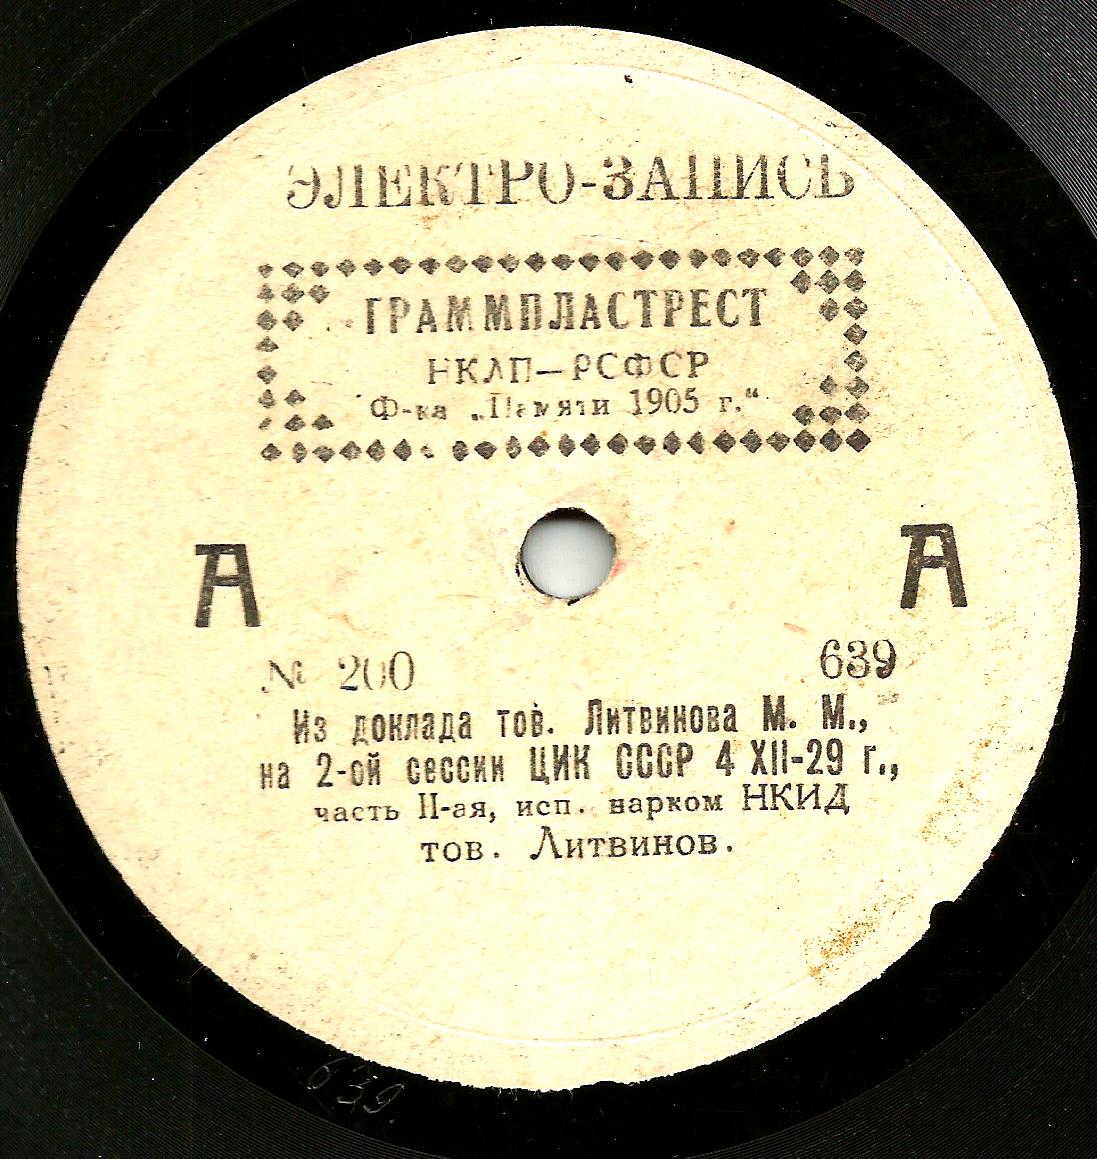 ЭЛЕКТРО-ЗАПИСЬ
ГРАММПЛАСТРЕСТ
НКЛП—РСФСР
Ф-ка „Памяти 1905 г.“
А А
№ 200 639
Из доклада тов. Литвинова М. М.,
на 2-ой сессии ЦИК СССР 4 XII-29 г.,
часть II-ая, исп. нарком НКИД
тов. Литвинов.
639